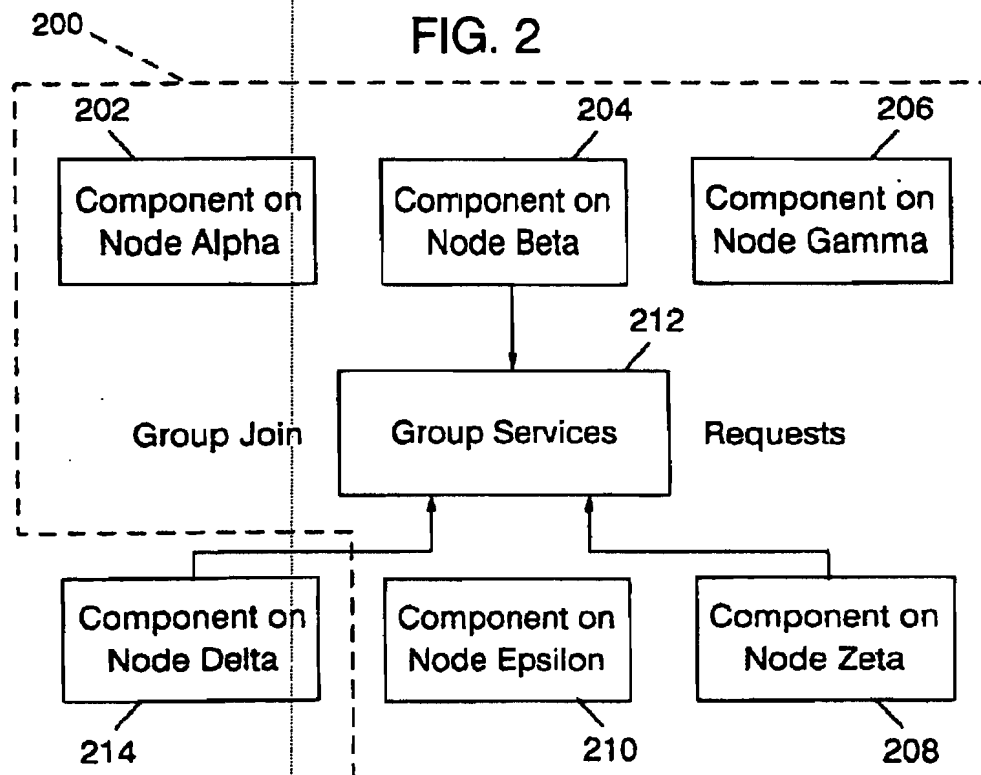 FIG. 2
200
202
204
206
Component on
Node Alpha
Component on
Node Beta
Component on
Node Gamma
212
Group Join
Group Services
Requests
Component on
Node Delta
Component on
Node Epsilon
Component on
Node Zeta
214
210
208